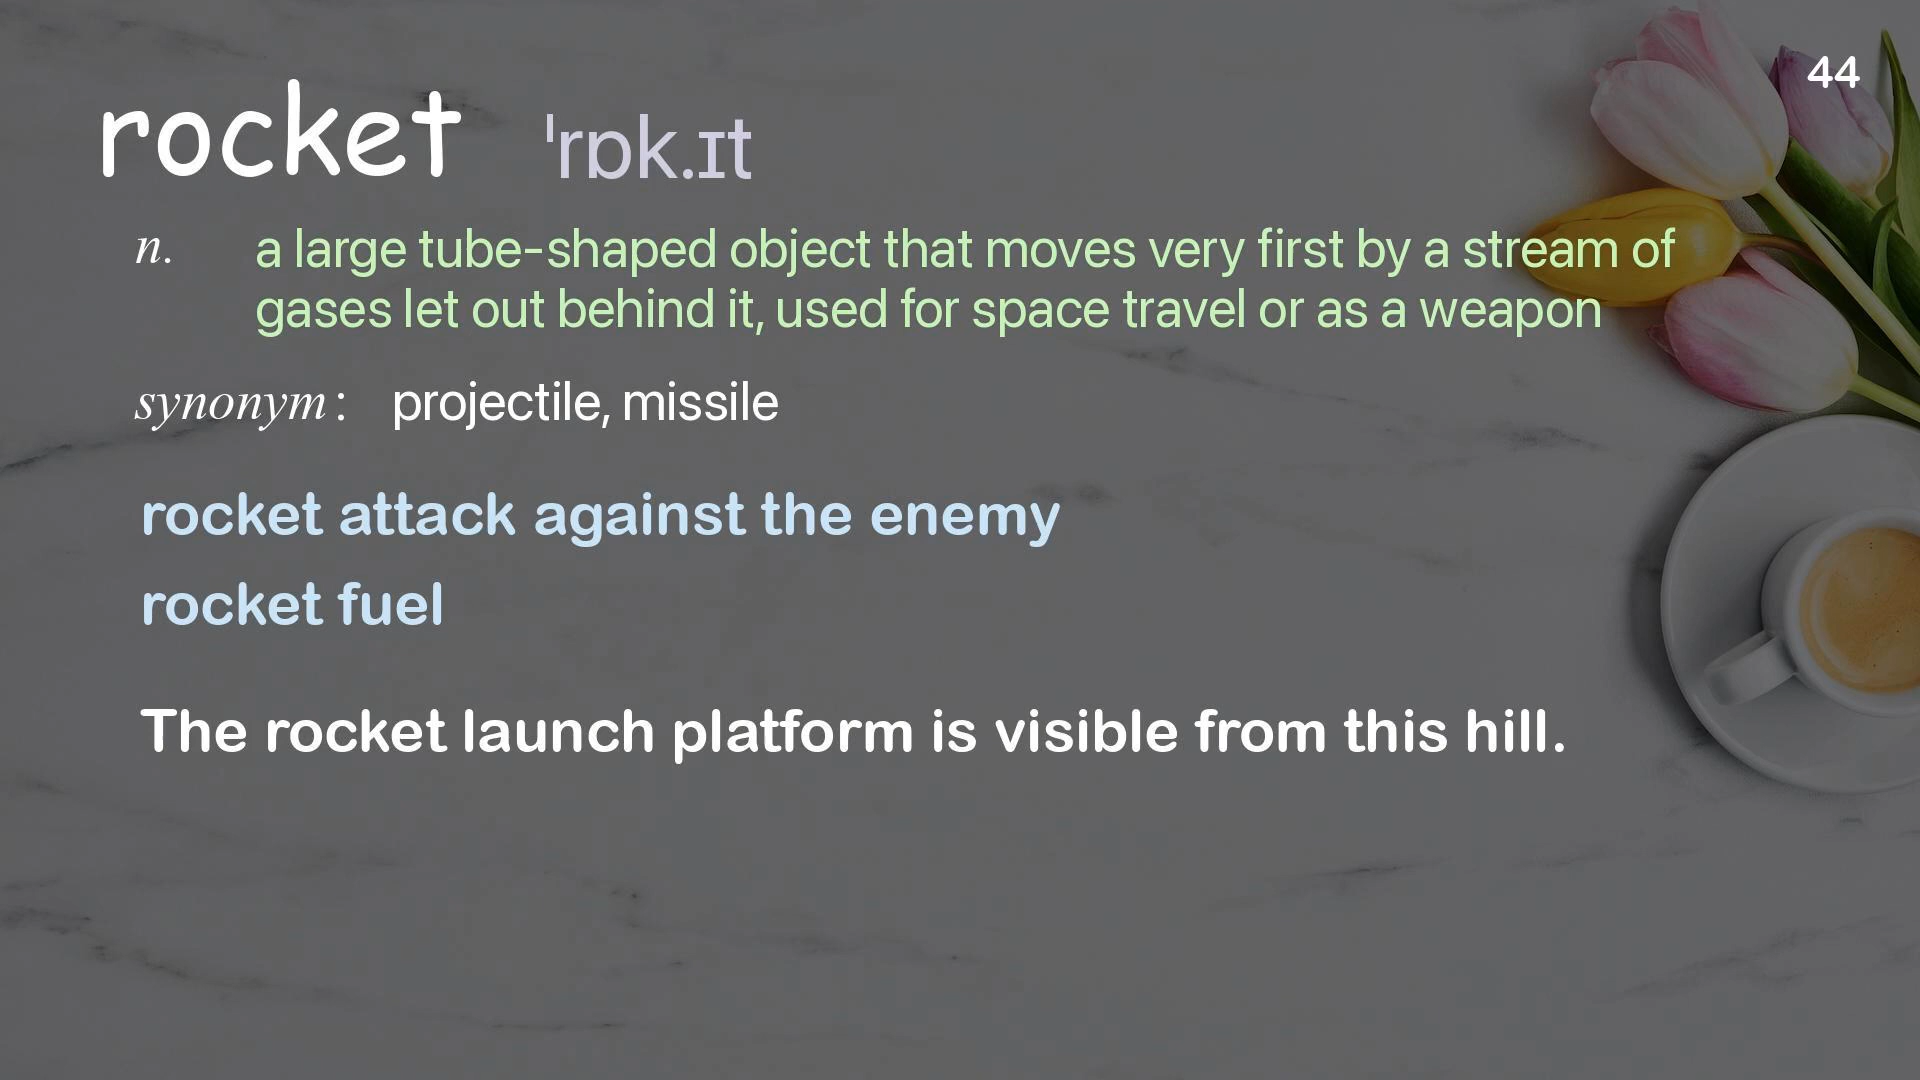 44
rocket ˈrɒk.ɪt
n. a large tube-shaped object that moves very first by a stream of
gases let out behind it, used for space travel or as a weapon
synonym: projectile, missile
rocket attack against the enemy
rocket fuel
The rocket launch platform is visible from this hill.